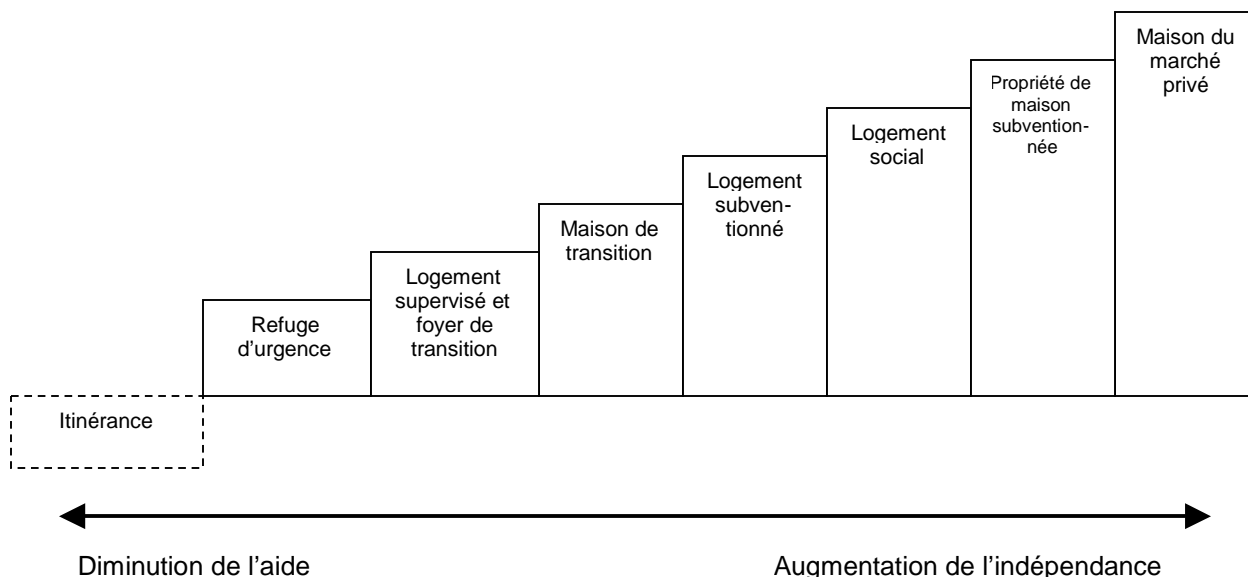 Itinérance
Refuge
d’urgence
Logement
supervisé et
foyer de
transition
Maison de
transition
Logement
subven-
tionné
Logement
social
Propriété de
maison
subvention-
née
Maison du
marché
privé
Diminution de l’aide
Augmentation de l’indépendance